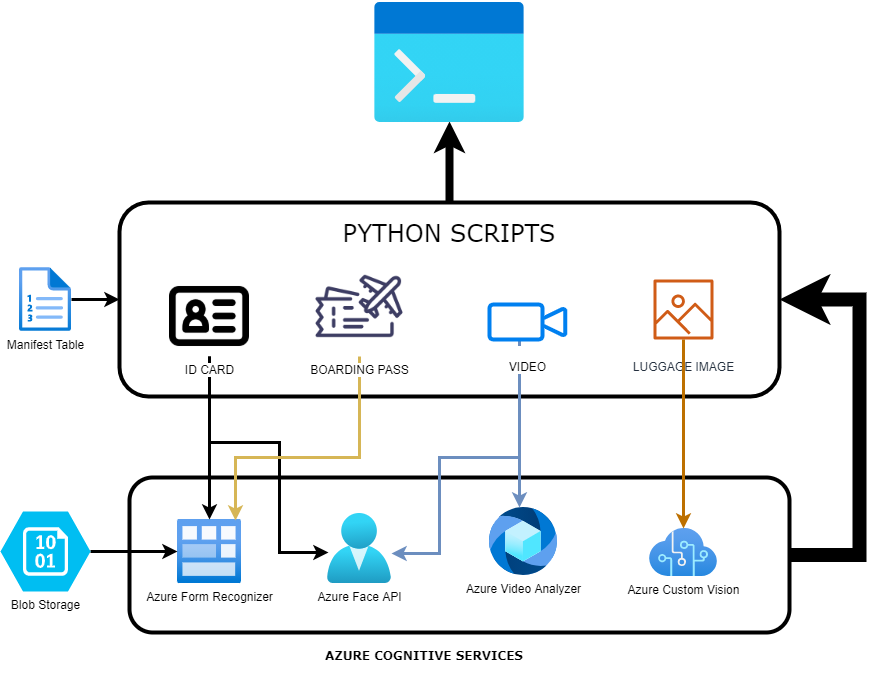 PYTHON SCRIPTS
1
2
3
Manifest Table
ID CARD
BOARDING PASS
VIDEO
LUGGAGE IMAGE
10
01
Blob Storage
Azure Form Recognizer
Azure Face API
Azure Video Analyzer
Azure Custom Vision
AZURE COGNITIVE SERVICES